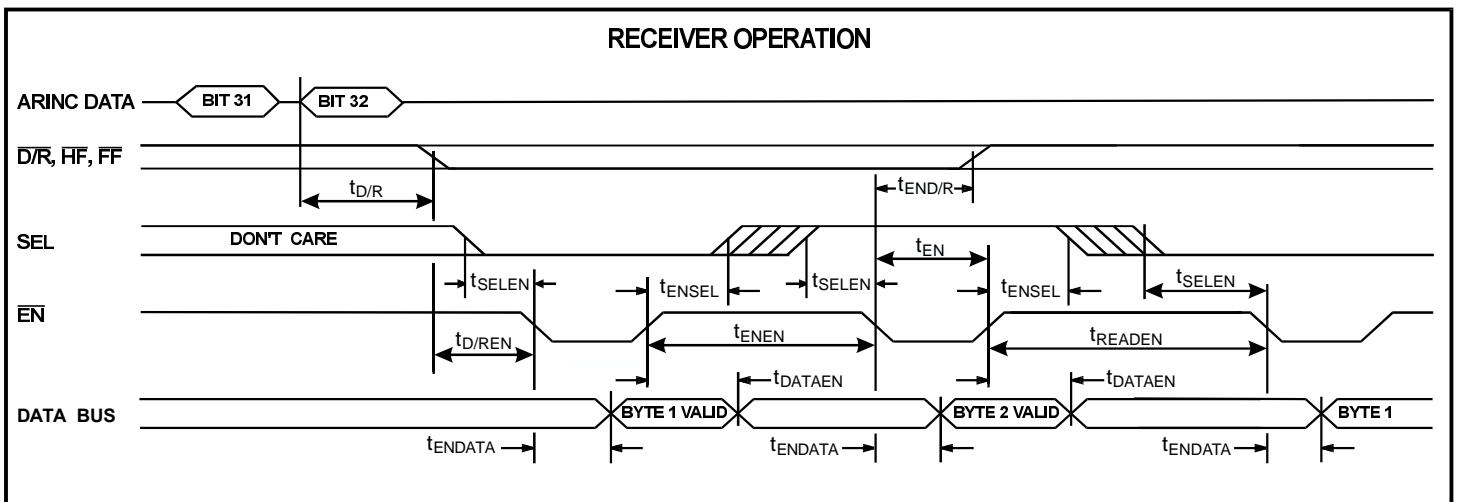 RECEIVER OPERATION
ARINC DATA
BIT 31
BIT 32
D/R, HF, FF
tD/R
tEND/R
SEL
DON'T CARE
tSELEN
tENSEL
tSELEN
tEN
tENSEL
tSELEN
EN
tD/REN
tENEN
tREADEN
tDATAEN
tDATAEN
DATA BUS
BYTE 1 VALID
BYTE 2 VALID
BYTE 1
tENDATA
tENDATA
tENDATA